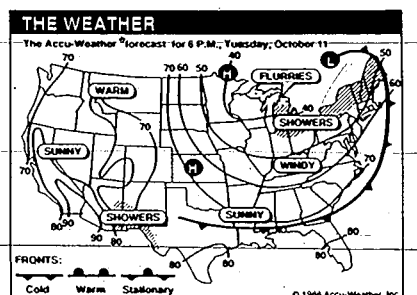 THE WEATHER
The Accu-Weather® forecast for 6 P.M., Tuesday, October 11
70
70 60 50
40
H
FLURRIES
L
50
60
WARM
40
70
SHOWERS
SUNNY
H
WINDY
70
70
SHOWERS
SUNNY
80 90
90 80
80
80
80
FRONTS:
Cold Warm Stationary
Accu-Weather, Inc.